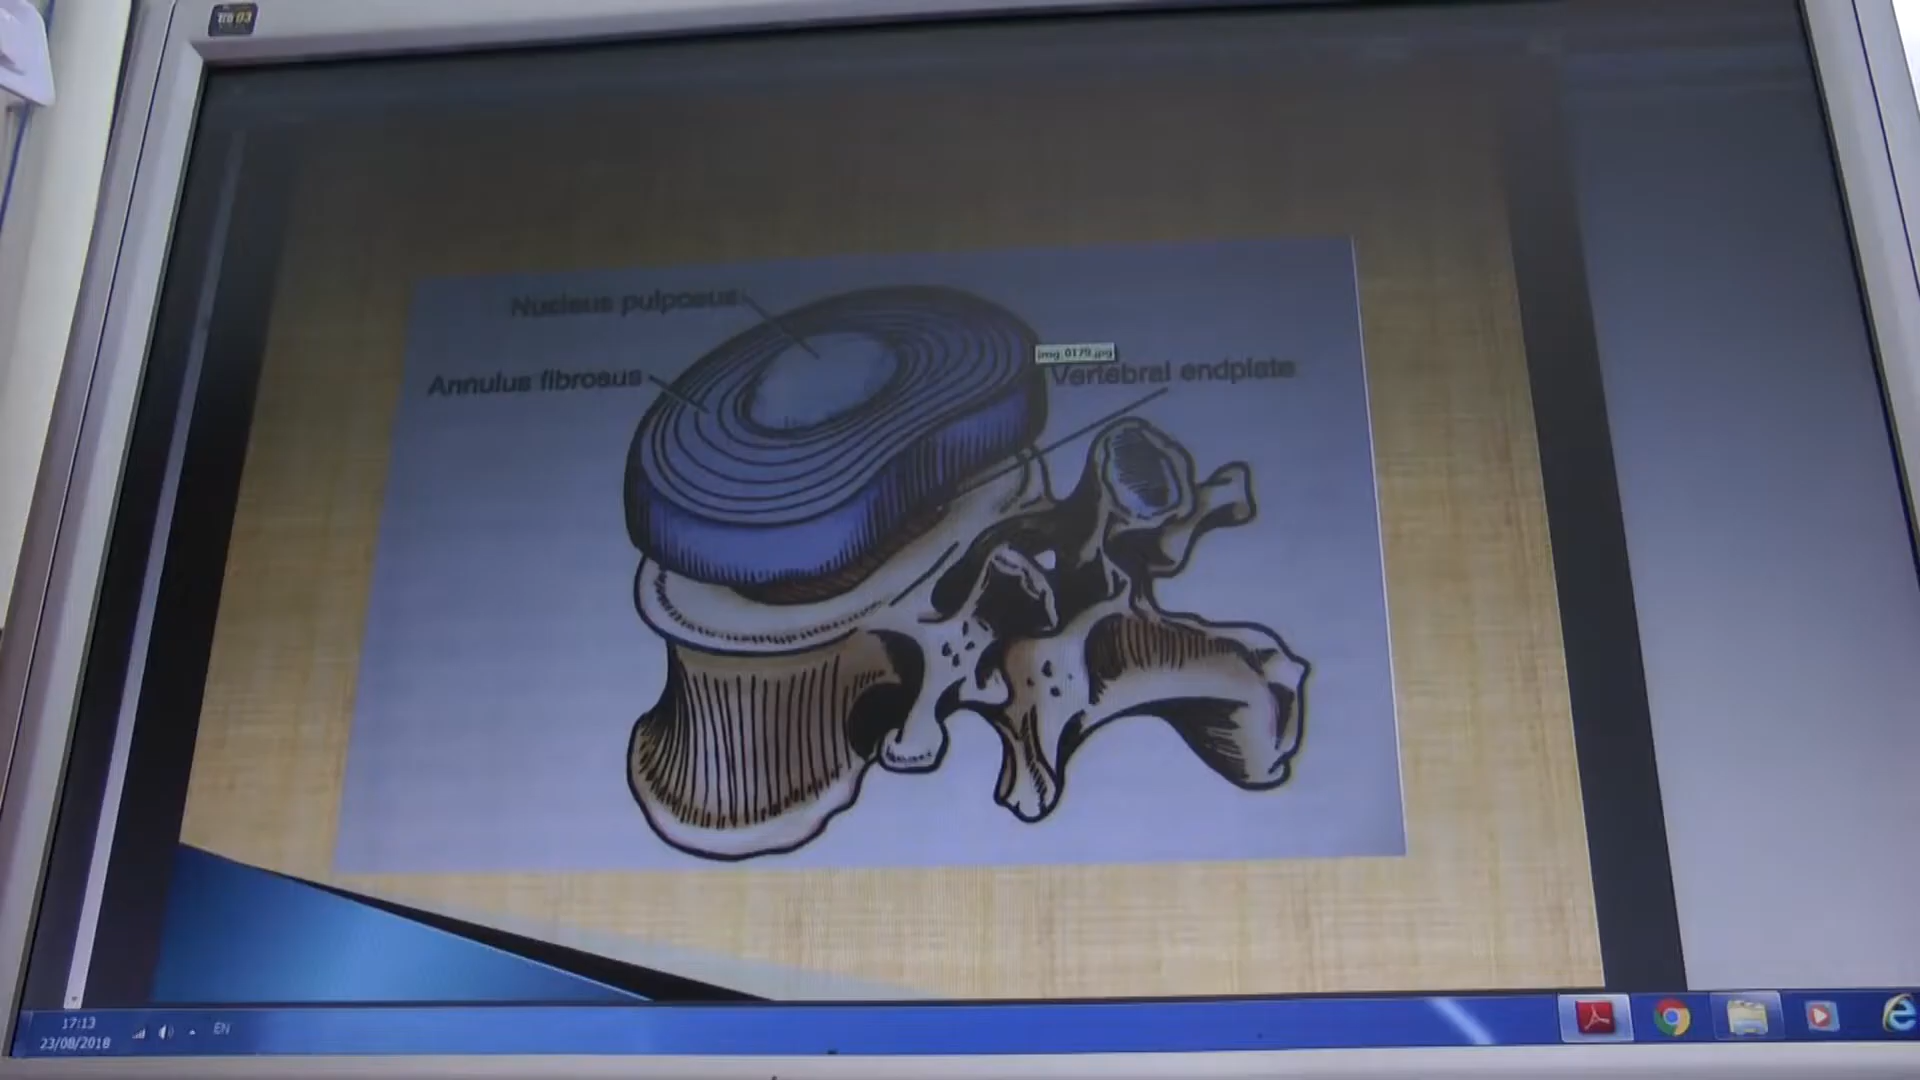 Nucleus pulposus
Annulus fibrosus
img_0179.jpg
Vertebral endplate
17:13
23/08/2018
EN